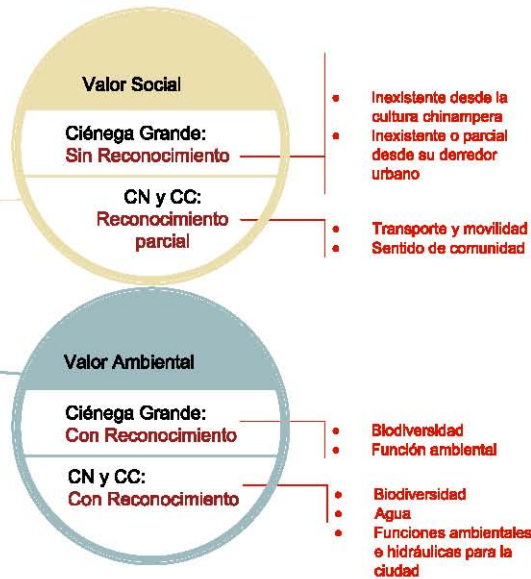 Valor Social
Ciénega Grande:
Sin Reconocimiento
CN y CC:
Reconocimiento
parcial
• Inexistente desde la
cultura chinampera
• Inexistente o parcial
desde su derredor
urbano
• Transporte y movilidad
• Sentido de comunidad
Valor Ambiental
Ciénega Grande:
Con Reconocimiento
CN y CC:
Con Reconocimiento
• Biodiversidad
• Función ambiental
• Biodiversidad
• Agua
• Funciones ambientales
e hidráulicas para la
ciudad